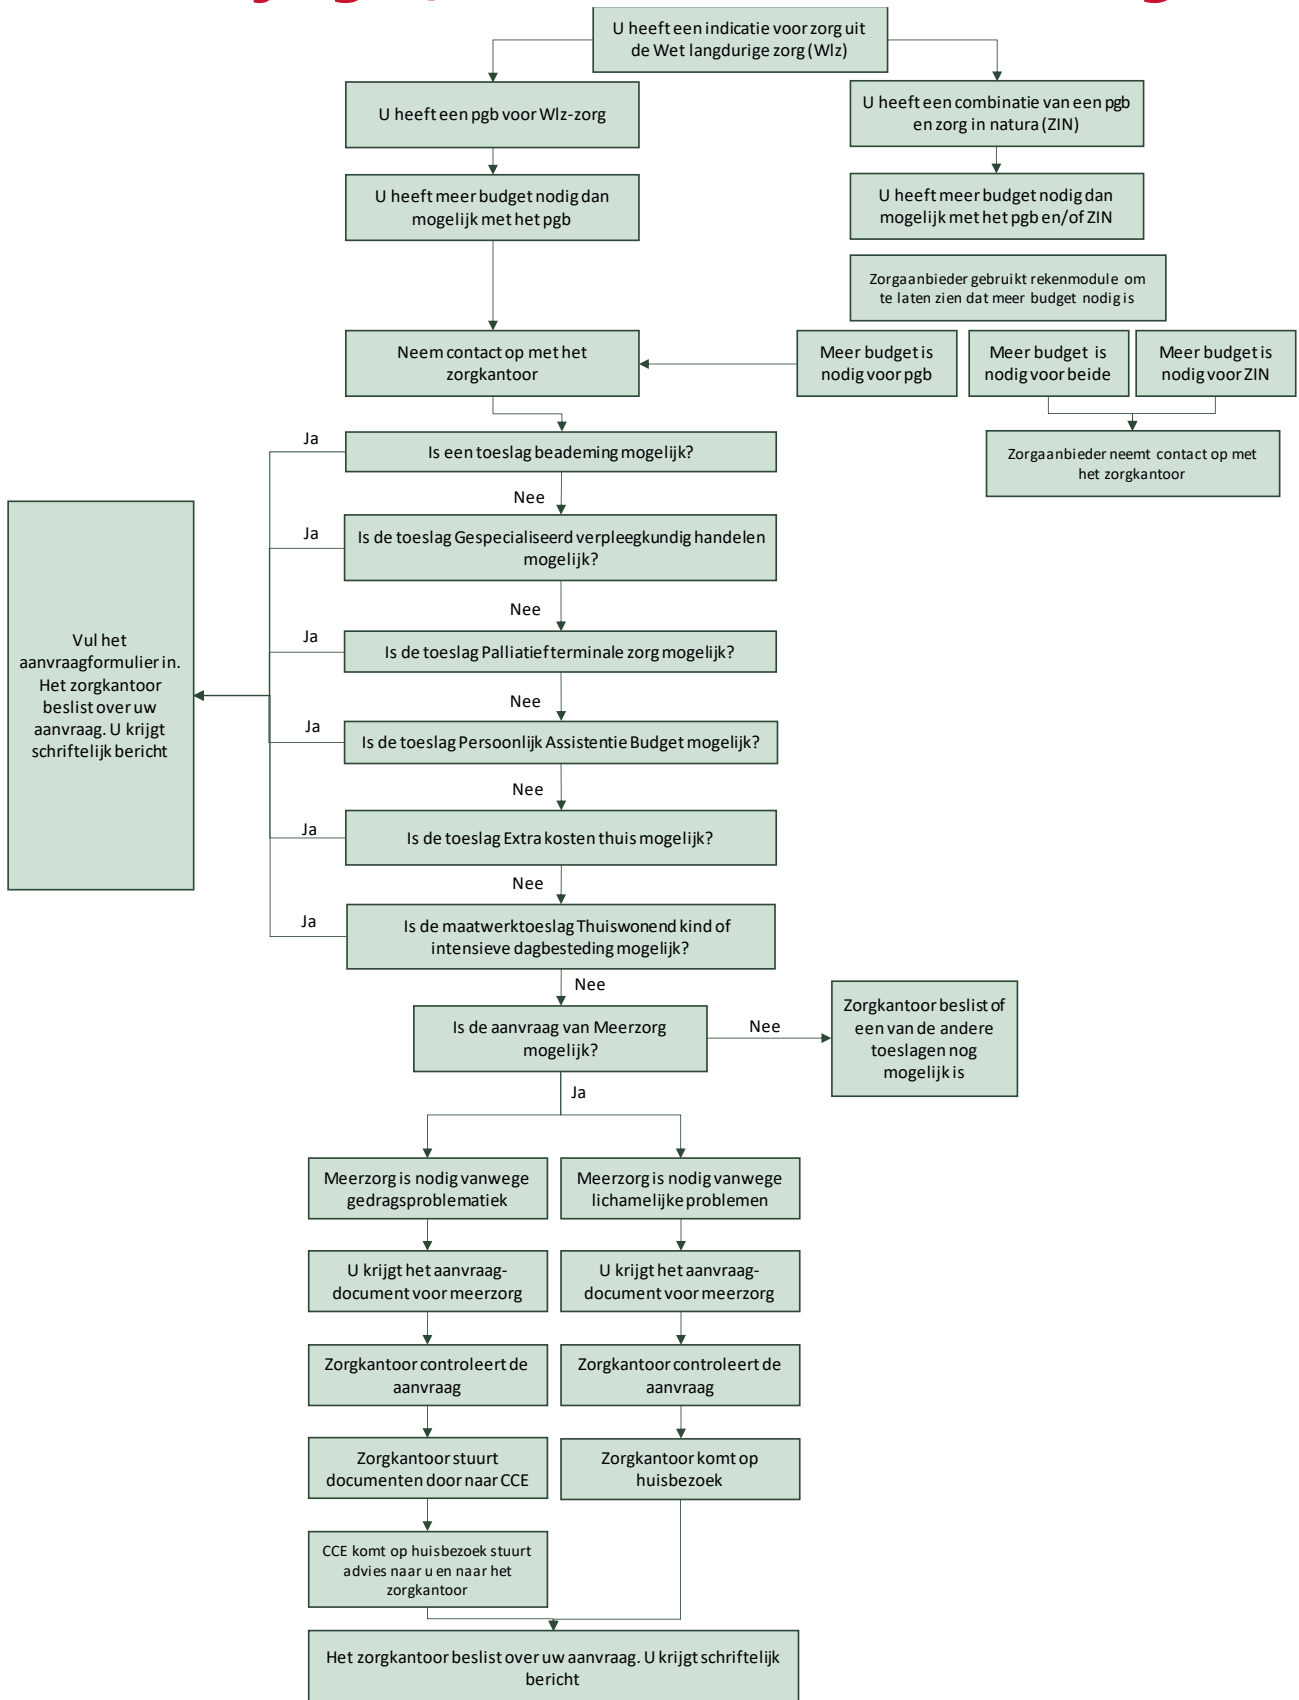 U heeft een indicatie voor zorg uit
de Wet langdurige zorg (Wlz)
U heeft een pgb voor Wlz-zorg
U heeft een combinatie van een pgb
en zorg in natura (ZIN)
U heeft meer budget nodig dan
mogelijk met het pgb
U heeft meer budget nodig dan
mogelijk met het pgb en/of ZIN
Zorgaanbieder gebruikt rekenmodule om
te laten zien dat meer budget nodig is
Neem contact op met het
zorgkantoor
Meer budget is
nodig voor pgb
Meer budget is
nodig voor beide
Meer budget is
nodig voor ZIN
Zorgaanbieder neemt contact op met
het zorgkantoor
Ja
Is een toeslag beademing mogelijk?
Nee
Ja
Is de toeslag Gespecialiseerd verpleegkundig handelen
mogelijk?
Nee
Ja
Is de toeslag Palliatief terminale zorg mogelijk?
Nee
Vul het
aanvraagformulier in.
Het zorgkantoor
beslist over uw
aanvraag. U krijgt
schriftelijk bericht
Ja
Is de toeslag Persoonlijk Assistentie Budget mogelijk?
Nee
Ja
Is de toeslag Extra kosten thuis mogelijk?
Nee
Ja
Is de maatwerktoeslag Thuiswonend kind of
intensieve dagbesteding mogelijk?
Nee
Is de aanvraag van Meerzorg
mogelijk?
Nee
Zorgkantoor beslist of
een van de andere
toeslagen nog
mogelijk is
Ja
Meerzorg is nodig vanwege
gedragsproblematiek
Meerzorg is nodig vanwege
lichamelijke problemen
U krijgt het aanvraag-
document voor meerzorg
U krijgt het aanvraag-
document voor meerzorg
Zorgkantoor controleert de
aanvraag
Zorgkantoor controleert de
aanvraag
Zorgkantoor stuurt
documenten door naar CCE
Zorgkantoor komt op
huisbezoek
CCE komt op huisbezoek stuurt
advies naar u en naar het
zorgkantoor
Het zorgkantoor beslist over uw aanvraag. U krijgt schriftelijk
bericht